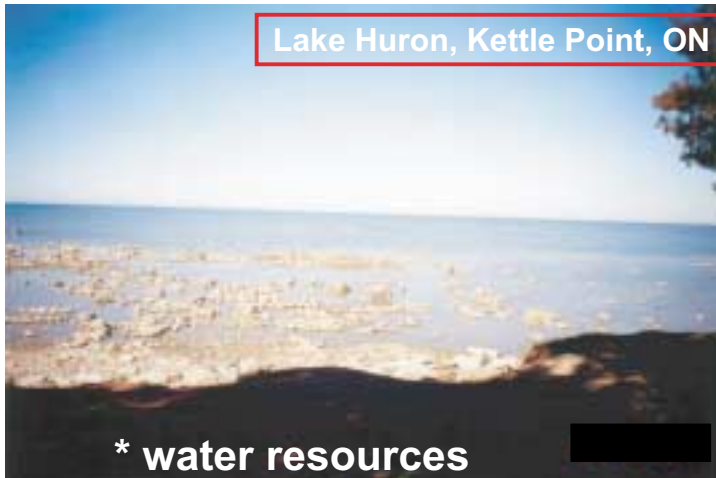 Lake Huron, Kettle Point, ON
* water resources